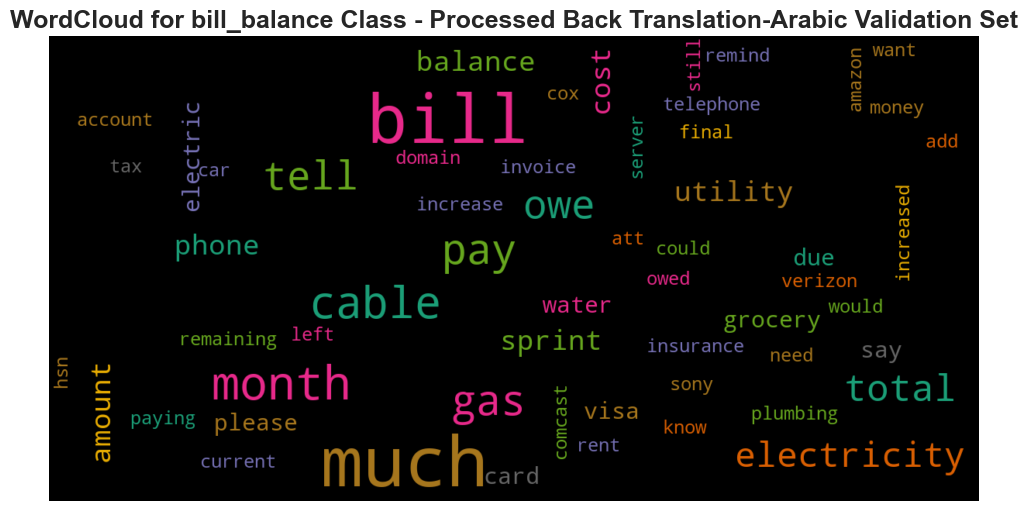 WordCloud for bill_balance Class - Processed Back Translation-Arabic Validation Set
balance
cost
still
remind
amazon
want
bill
cox
telephone
money
account
electric
domain
server
final
add
tax
car
tell
invoice
utility
increase
owe
increased
phone
pay
att
could
due
owed
verizon
cable
water
would
grocery
remaining
left
sprint
insurance
need
say
hsn
amount
month
gas
comcast
sony
total
paying
please
visa
know
plumbing
current
much
card
rent
electricity